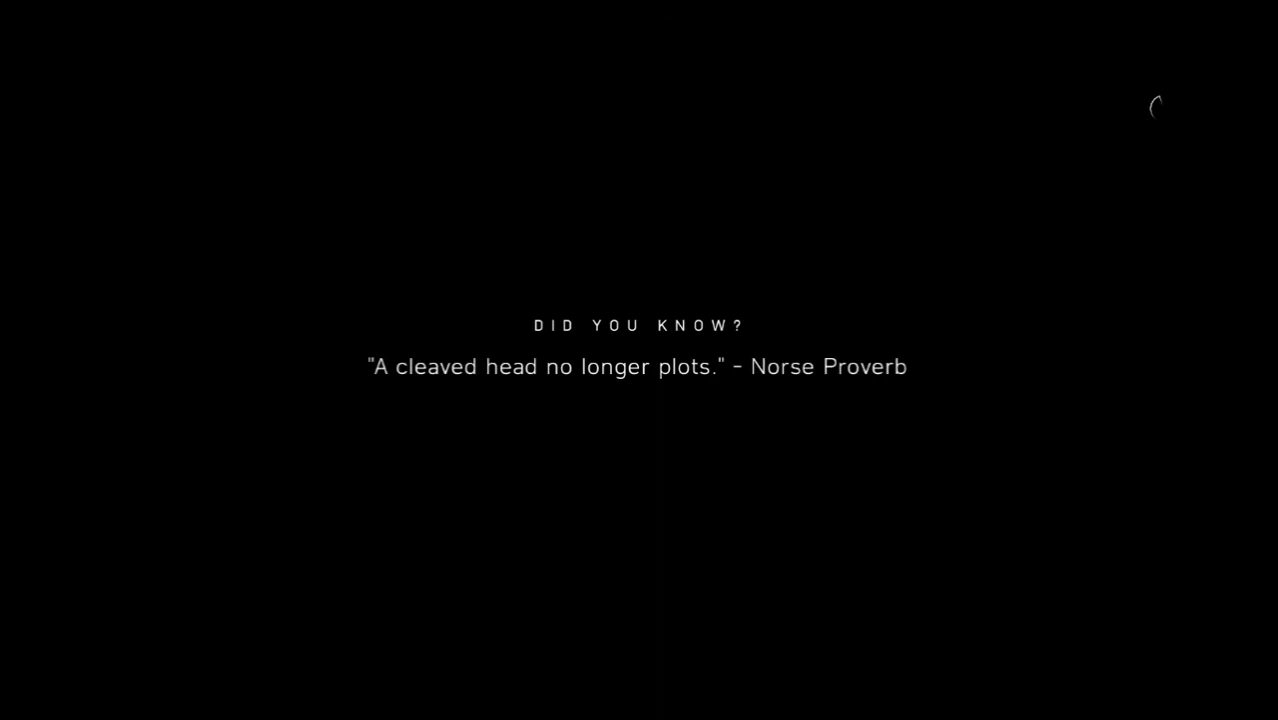 DID YOU KNOW?
"A cleaved head no longer plots." - Norse Proverb